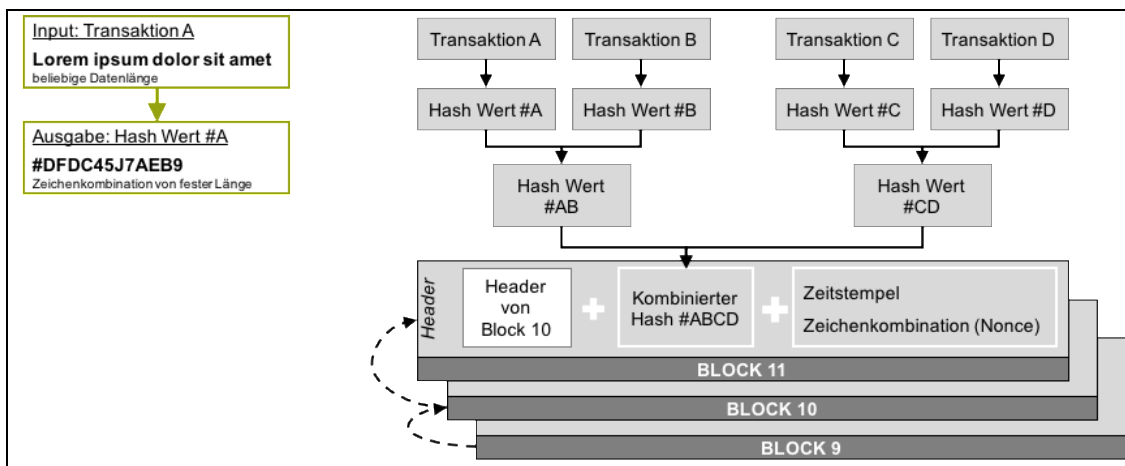 Input: Transaktion A
Lorem ipsum dolor sit amet
beliebige Datenlänge
Ausgabe: Hash Wert #A
#DFDC45J7AEB9
Zeichenkombination von fester Länge
Transaktion A
Transaktion B
Transaktion C
Transaktion D
Hash Wert #A
Hash Wert #B
Hash Wert #C
Hash Wert #D
Hash Wert
#AB
Hash Wert
#CD
Header
Header
von
Block 10
Kombinierter
Hash #ABCD
Zeitstempel
Zeichenkombination (Nonce)
BLOCK 11
BLOCK 10
BLOCK 9